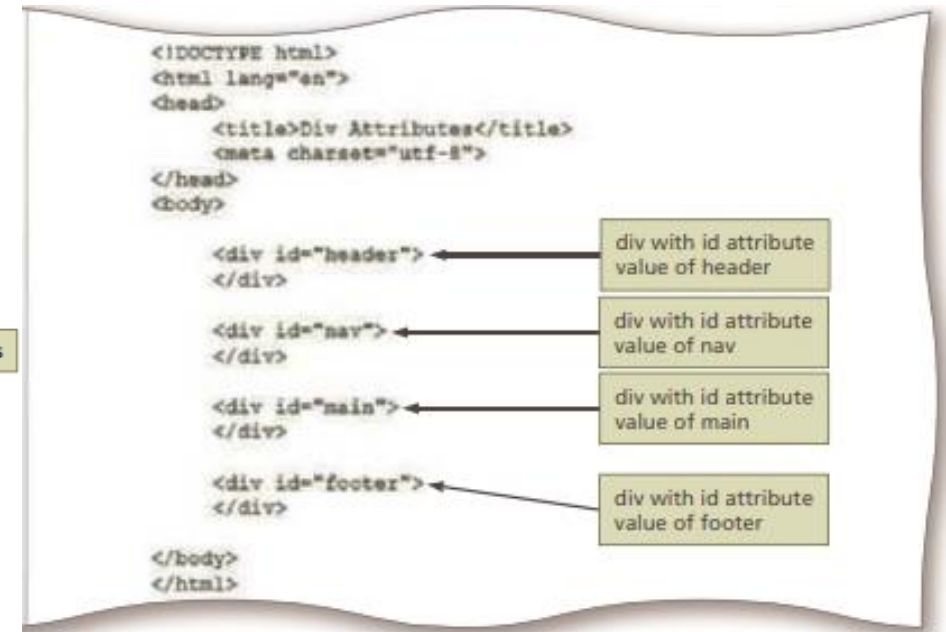 <!DOCTYPE html>
<html lang="en">
<head>
<title>Div Attributes</title>
<meta charset="utf-8">
</head>
<body>
<div id="header">
div with id attribute
value of header
</div>
<div id="nav">
div with id attribute
value of nav
</div>
s
<div id="main">
div with id attribute
value of main
</div>
<div id="footer">
div with id attribute
value of footer
</div>
</body>
</html>